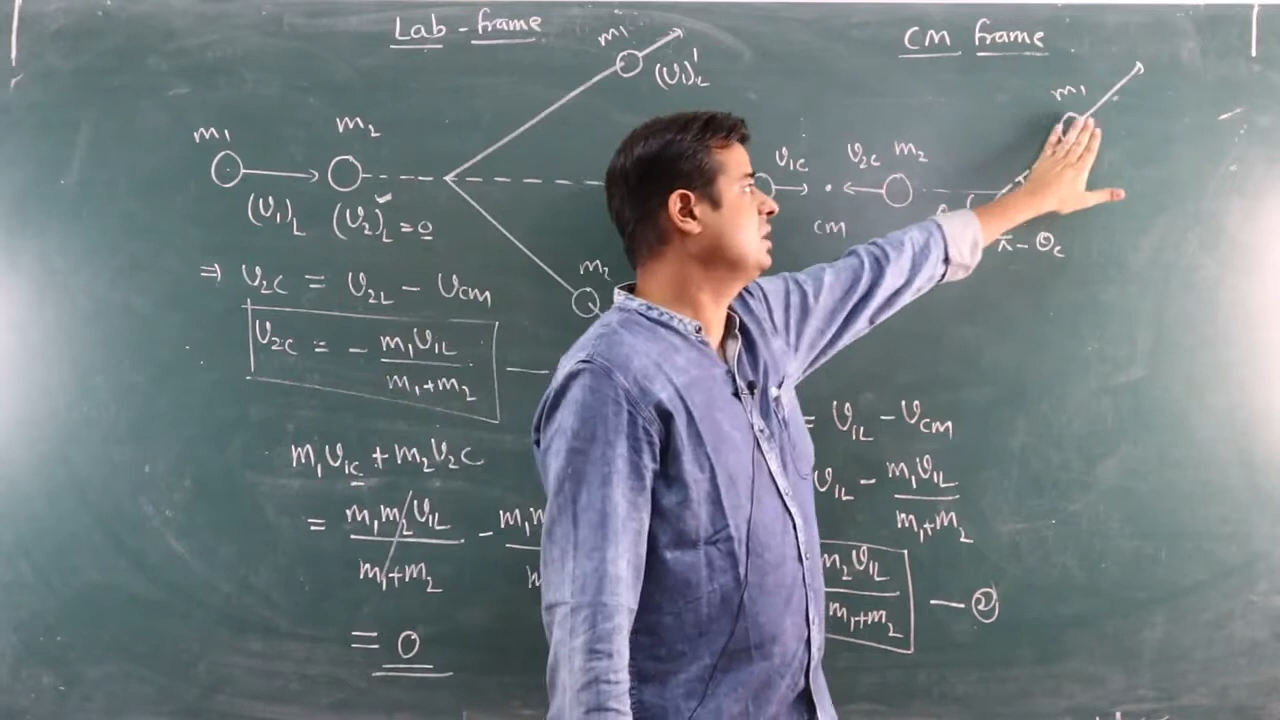 Lab - frame
m₁
(υ₁)'L
m₁
m₂
(υ₁)L
(υ₂)L = 0
m₂
⇒ υ2C = υ2L - υCM
υ2C = - m₁υ1L / m₁+m₂
m₁υ1C + m₂υ2C
= m₁m₂υ1L / m₁+m₂ -
= 0
CM frame
m₁
υ1C
υ2C
m₂
CM
π - θC
= υ1L - υCM
υ1L - m₁υ1L / m₁+m₂
m₂υ1L / m₁+m₂ — ②